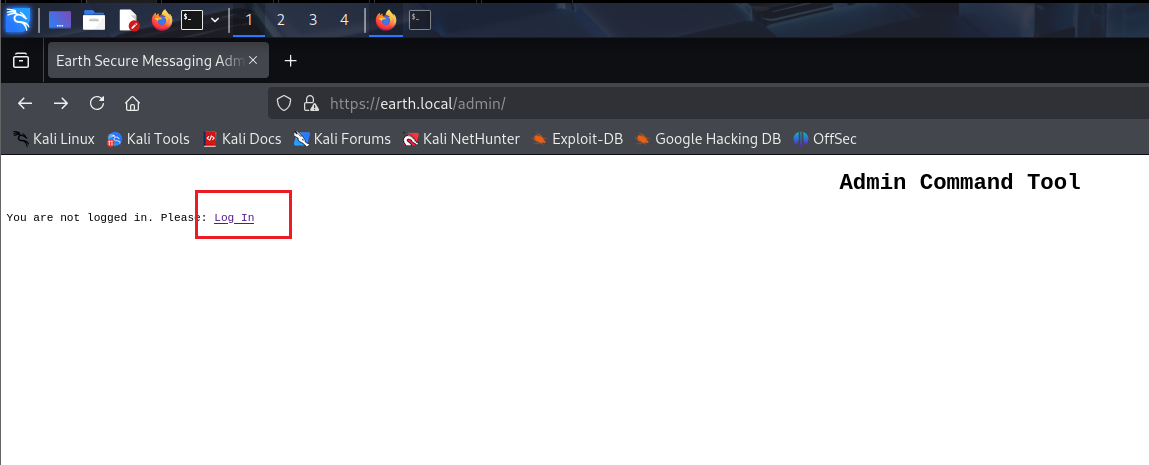 1 2 3 4
Earth Secure Messaging Adm
https://earth.local/admin/
Kali Linux Kali Tools Kali Docs Kali Forums Kali NetHunter Exploit-DB Google Hacking DB OffSec
Admin Command Tool
You are not logged in. Please: Log In